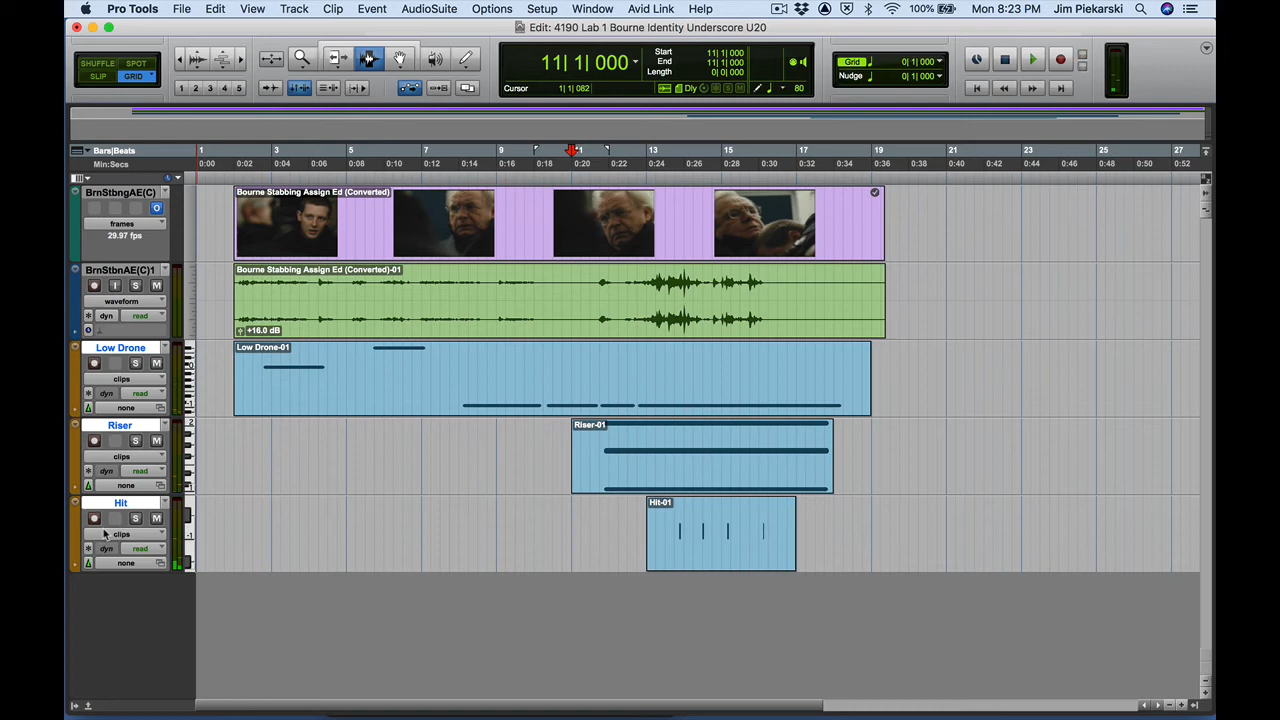 Pro Tools File Edit View Track Clip Event AudioSuite Options Setup Window Avid Link Help 100% Mon 8:23 PM Jim Piekarski
Edit: 4190 Lab 1 Bourne Identity Underscore U20
SHUFFLE SPOT
SLIP GRID
1 2 3 4 5
11| 1| 000
Start 11| 1| 000
End 11| 1| 000
Length 0| 0| 000
Cursor 1| 1| 082
Dly
80
Grid 0| 1| 000
Nudge 0| 1| 000
Bars|Beats 1 3 5 7 9 13 15 17 19 21 23 25 27
Min:Secs 0:00 0:02 0:04 0:06 0:08 0:10 0:12 0:14 0:16 0:18 0:20 0:22 0:24 0:26 0:28 0:30 0:32 0:34 0:36 0:38 0:40 0:42 0:44 0:46 0:48 0:50 0:52
BrnStbngAE(C)
Bourne Stabbing Assign Ed (Converted)
O
frames
29.97 fps
BrnStbnAE(C)1
Bourne Stabbing Assign Ed (Converted)-01
I S M
waveform
dyn read
+16.0 dB
Low Drone
Low Drone-01
S M
clips
dyn read
none
Riser
Riser-01
S M
clips
dyn read
none
Hit
Hit-01
S M
clips
dyn read
none